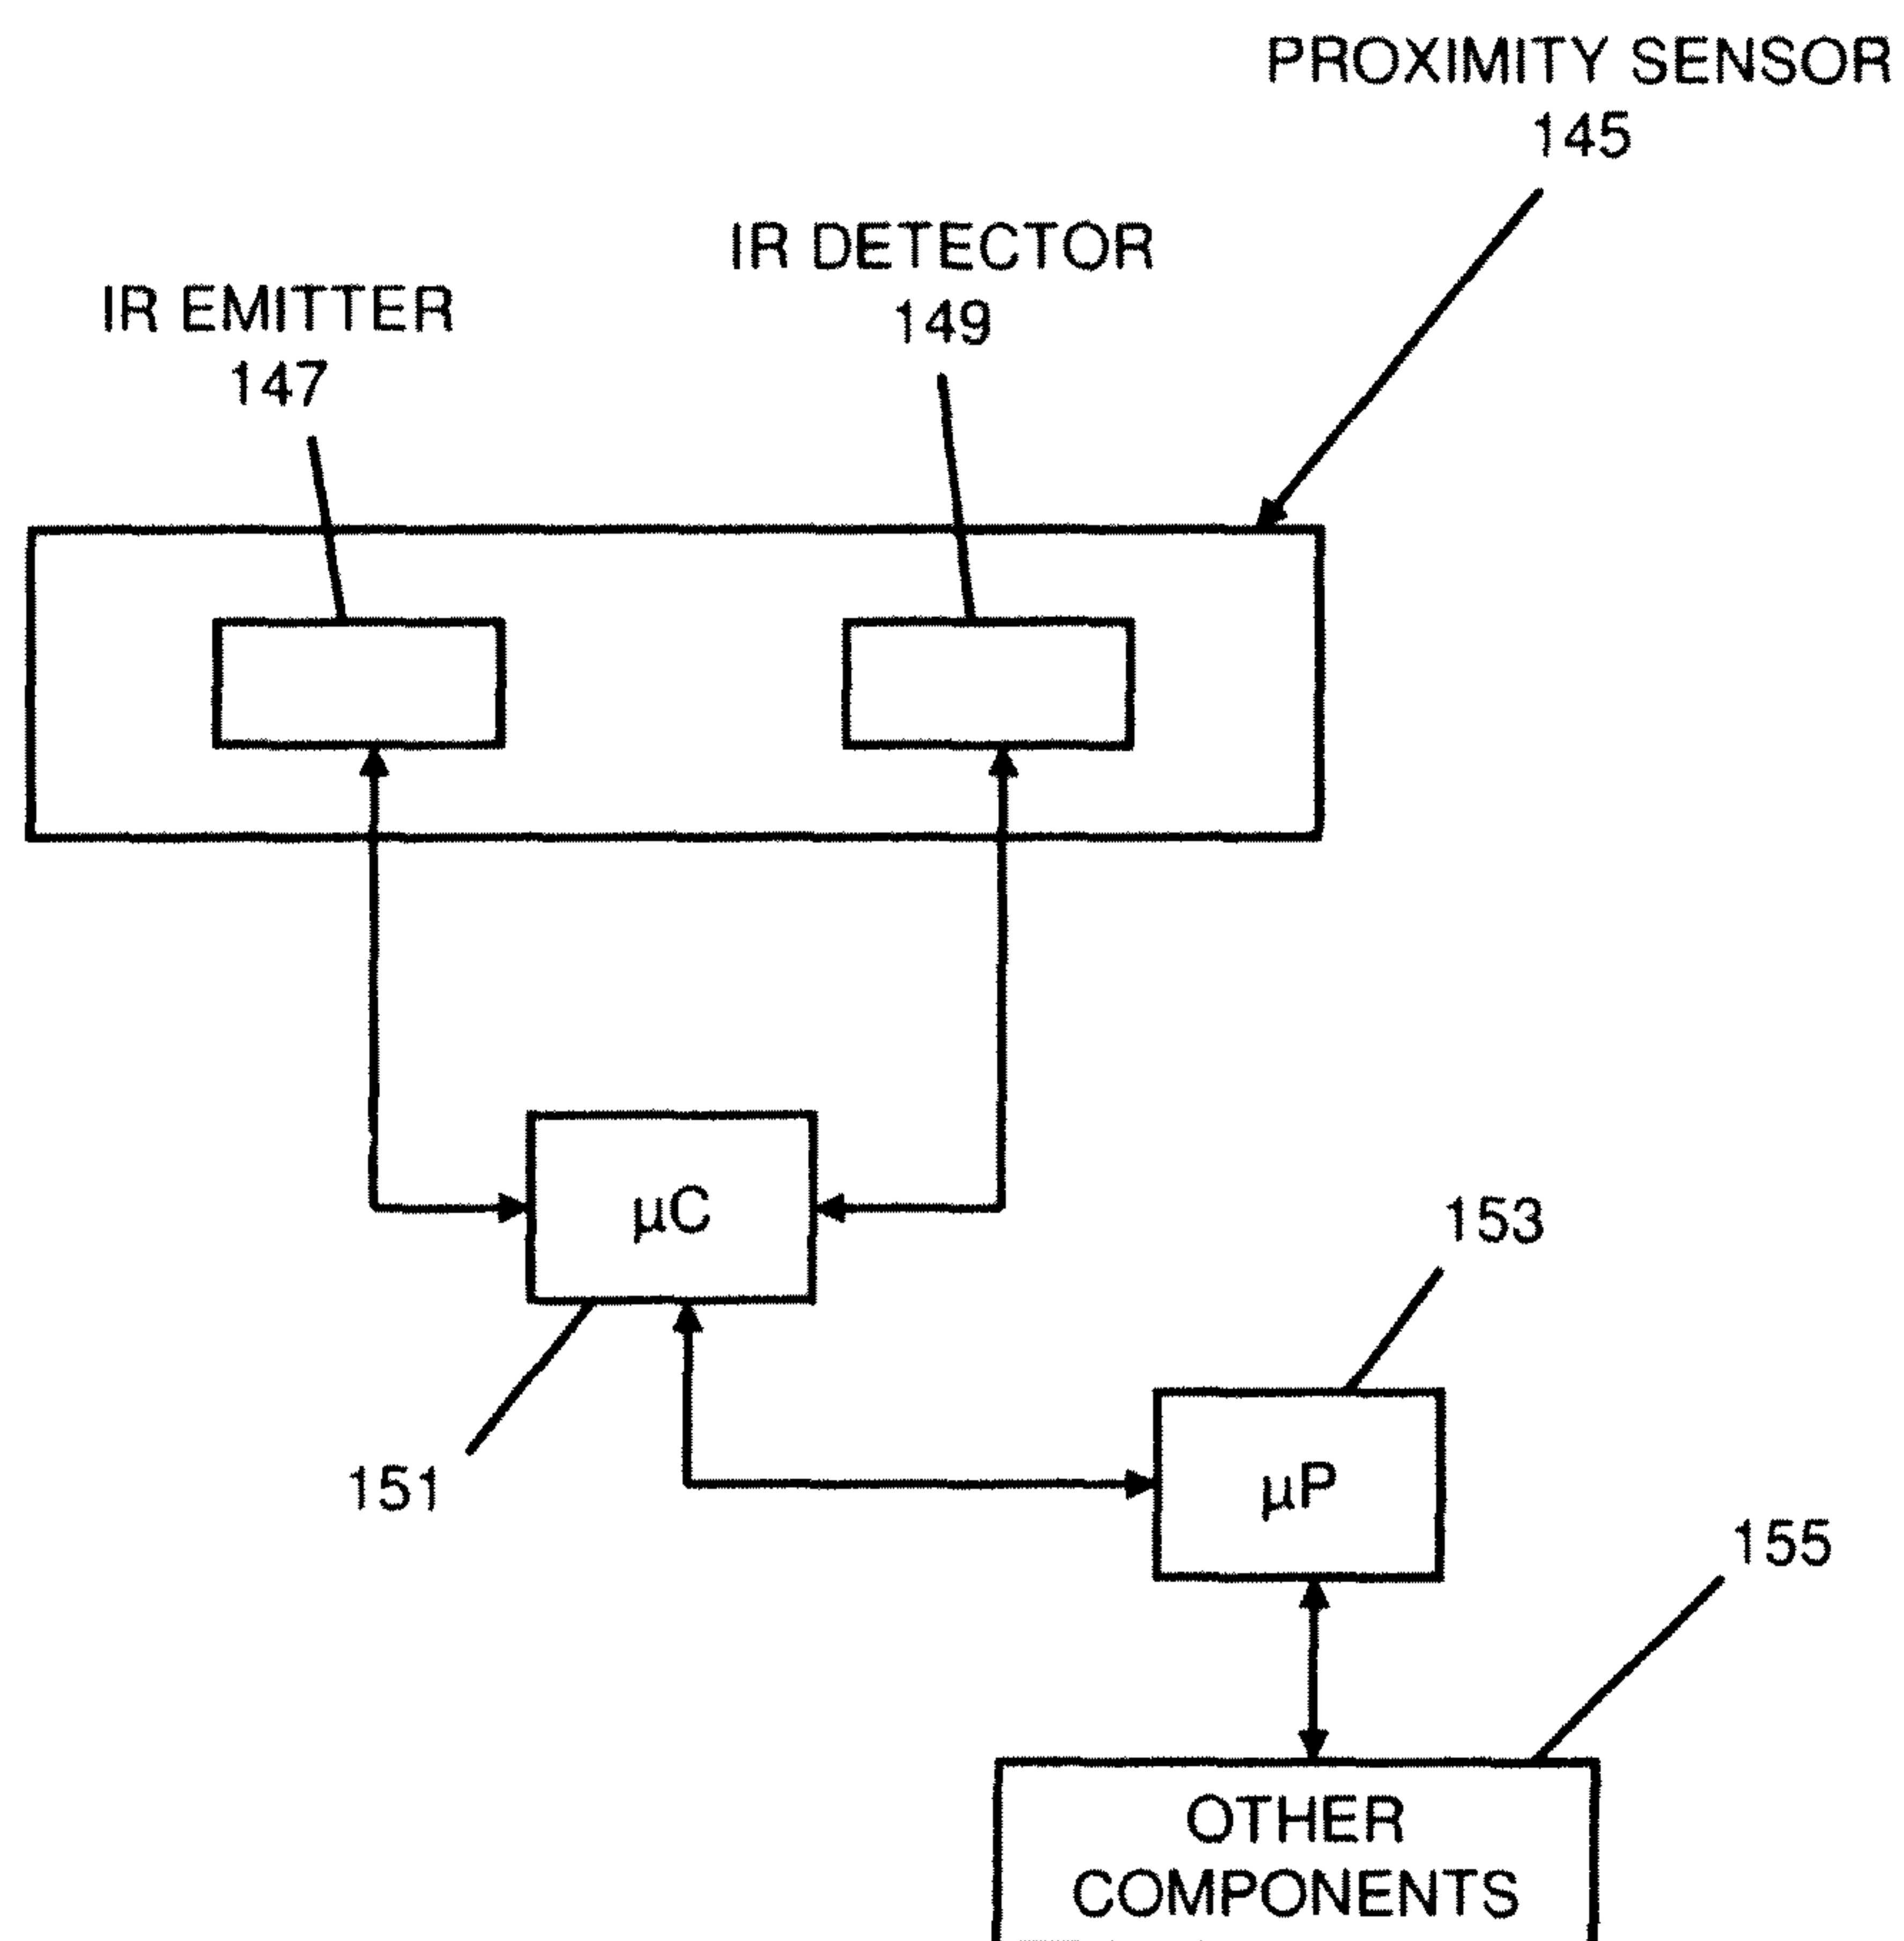 PROXIMITY SENSOR
145
IR DETECTOR
149
IR EMITTER
147
µC
153
151
µP
155
OTHER
COMPONENTS